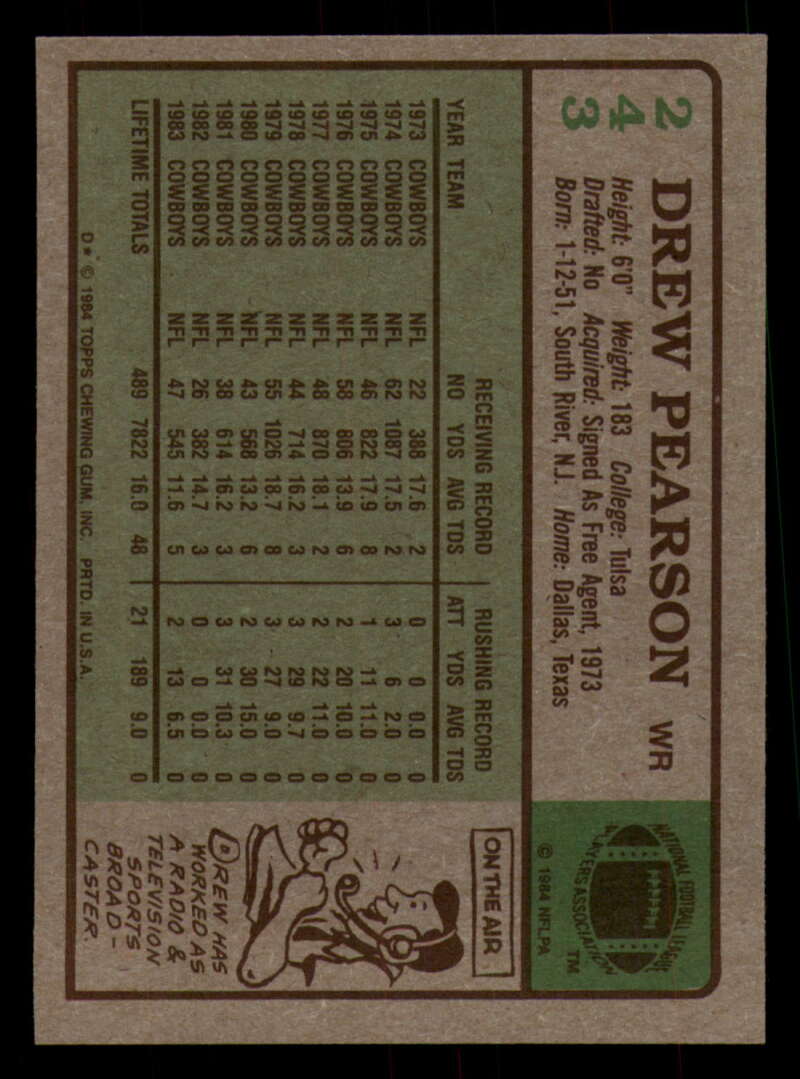 243
DREW PEARSON WR
Height: 6'0" Weight: 183 College: Tulsa
Drafted: No Acquired: Signed As Free Agent, 1973
Born: 1-12-51, South River, N.J. Home: Dallas, Texas
NATIONAL FOOTBALL LEAGUE
PLAYERS ASSOCIATION
TM
© 1984 NFLPA
RECEIVING RECORD RUSHING RECORD
YEAR TEAM NO YDS AVG TDS ATT YDS AVG TDS
1973 COWBOYS NFL 22 388 17.6 2 0 0 0.0 0
1974 COWBOYS NFL 62 1087 17.5 2 3 6 2.0 0
1975 COWBOYS NFL 46 822 17.9 8 1 11 11.0 0
1976 COWBOYS NFL 58 806 13.9 6 2 20 10.0 0
1977 COWBOYS NFL 48 870 18.1 2 2 22 11.0 0
1978 COWBOYS NFL 44 714 16.2 3 3 29 9.7 0
1979 COWBOYS NFL 55 1026 18.7 8 3 27 9.0 0
1980 COWBOYS NFL 43 568 13.2 6 2 30 15.0 0
1981 COWBOYS NFL 38 614 16.2 3 3 31 10.3 0
1982 COWBOYS NFL 26 382 14.7 3 0 0 0.0 0
1983 COWBOYS NFL 47 545 11.6 5 2 13 6.5 0
LIFETIME TOTALS 489 7822 16.0 48 21 189 9.0 0
D* © 1984 TOPPS CHEWING GUM, INC. PRTD. IN U.S.A.
ON THE AIR
DREW HAS
WORKED AS
A RADIO &
TELEVISION
SPORTS
BROAD-
CASTER.